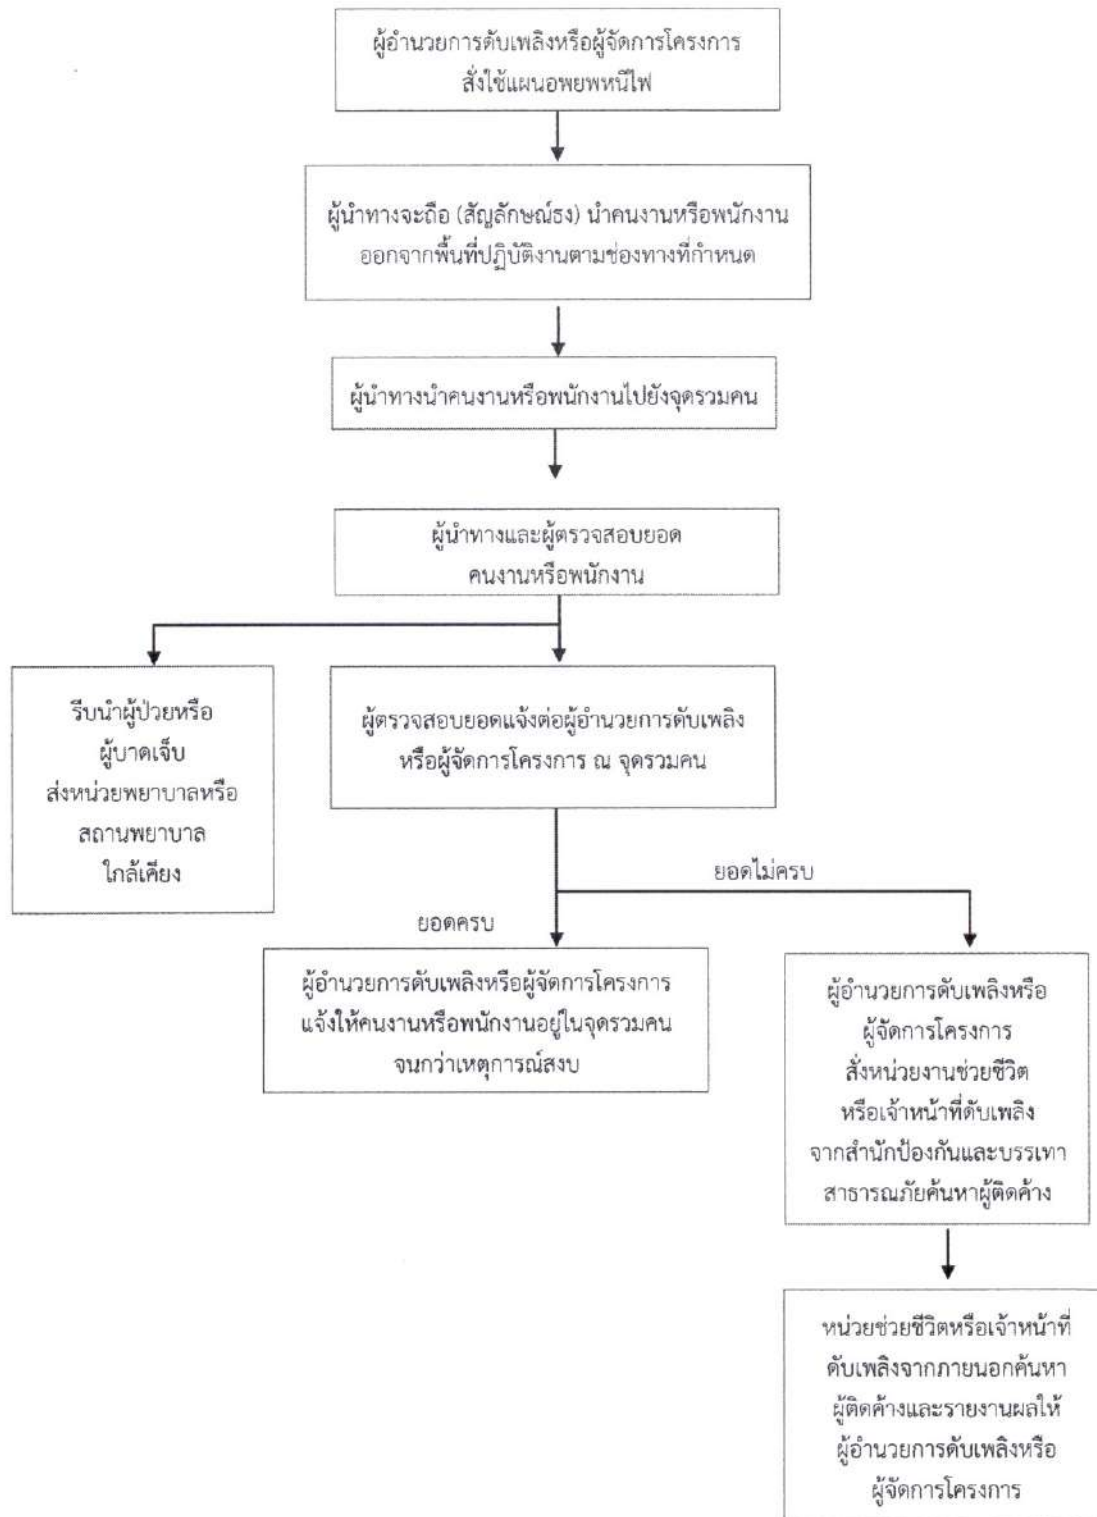 ผู้อำนวยการดับเพลิงหรือผู้จัดการโครงการ
สั่งใช้แผนอพยพหนีไฟ
ผู้นำทางจะถือ (สัญลักษณ์ธง) นำคนงานหรือพนักงาน
ออกจากพื้นที่ปฏิบัติงานตามช่องทางที่กำหนด
ผู้นำทางนำคนงานหรือพนักงานไปยังจุดรวมคน
ผู้นำทางและผู้ตรวจสอบยอด
คนงานหรือพนักงาน
รีบนำผู้ป่วยหรือ
ผู้บาดเจ็บ
ส่งหน่วยพยาบาลหรือ
สถานพยาบาล
ใกล้เคียง
ผู้ตรวจสอบยอดแจ้งต่อผู้อำนวยการดับเพลิง
หรือผู้จัดการโครงการ ณ จุดรวมคน
ยอดไม่ครบ
ยอดครบ
ผู้อำนวยการดับเพลิงหรือผู้จัดการโครงการ
แจ้งให้คนงานหรือพนักงานอยู่ในจุดรวมคน
จนกว่าเหตุการณ์สงบ
ผู้อำนวยการดับเพลิงหรือ
ผู้จัดการโครงการ
สั่งหน่วยงานช่วยชีวิต
หรือเจ้าหน้าที่ดับเพลิง
จากสำนักป้องกันและบรรเทา
สาธารณภัยค้นหาผู้ติดค้าง
หน่วยช่วยชีวิตหรือเจ้าหน้าที่
ดับเพลิงจากภายนอกค้นหา
ผู้ติดค้างและรายงานผลให้
ผู้อำนวยการดับเพลิงหรือ
ผู้จัดการโครงการ